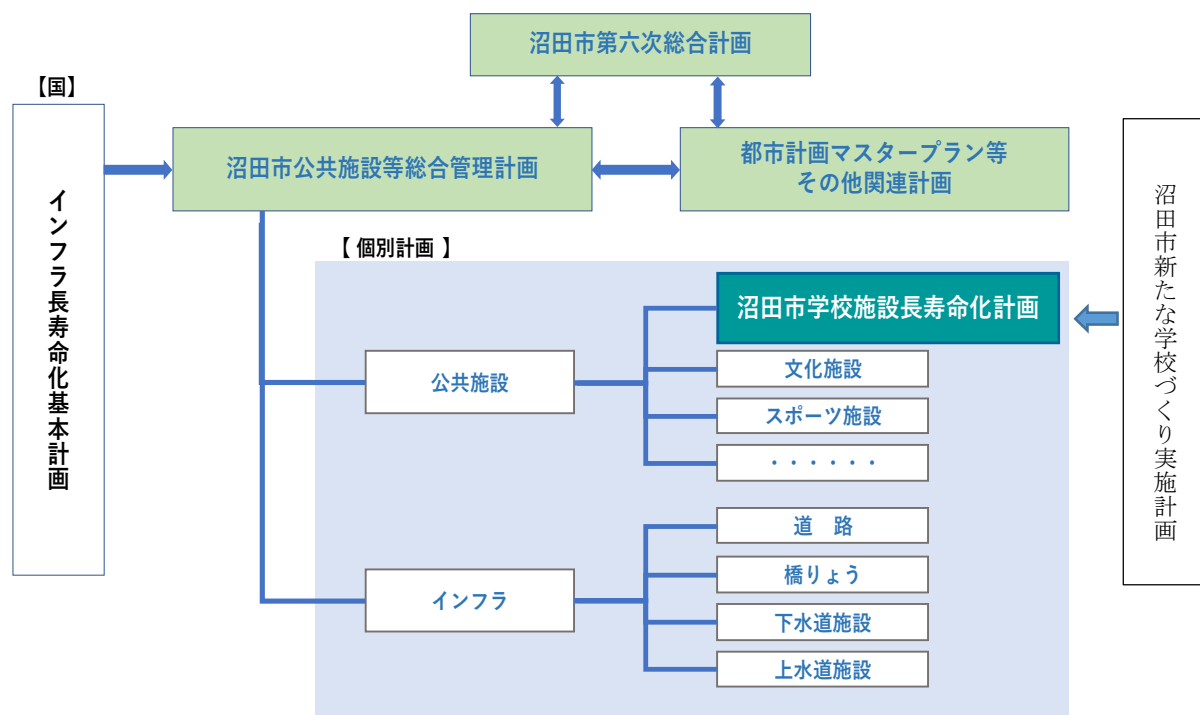 沼田市第六次総合計画
【国】
インフラ長寿命化基本計画
沼田市公共施設等総合管理計画
都市計画マスタープラン等
その他関連計画
沼田市新たな学校づくり実施計画
【 個別計画 】
沼田市学校施設長寿命化計画
公共施設
文化施設
スポーツ施設
・・・・・・
インフラ
道　路
橋りょう
下水道施設
上水道施設